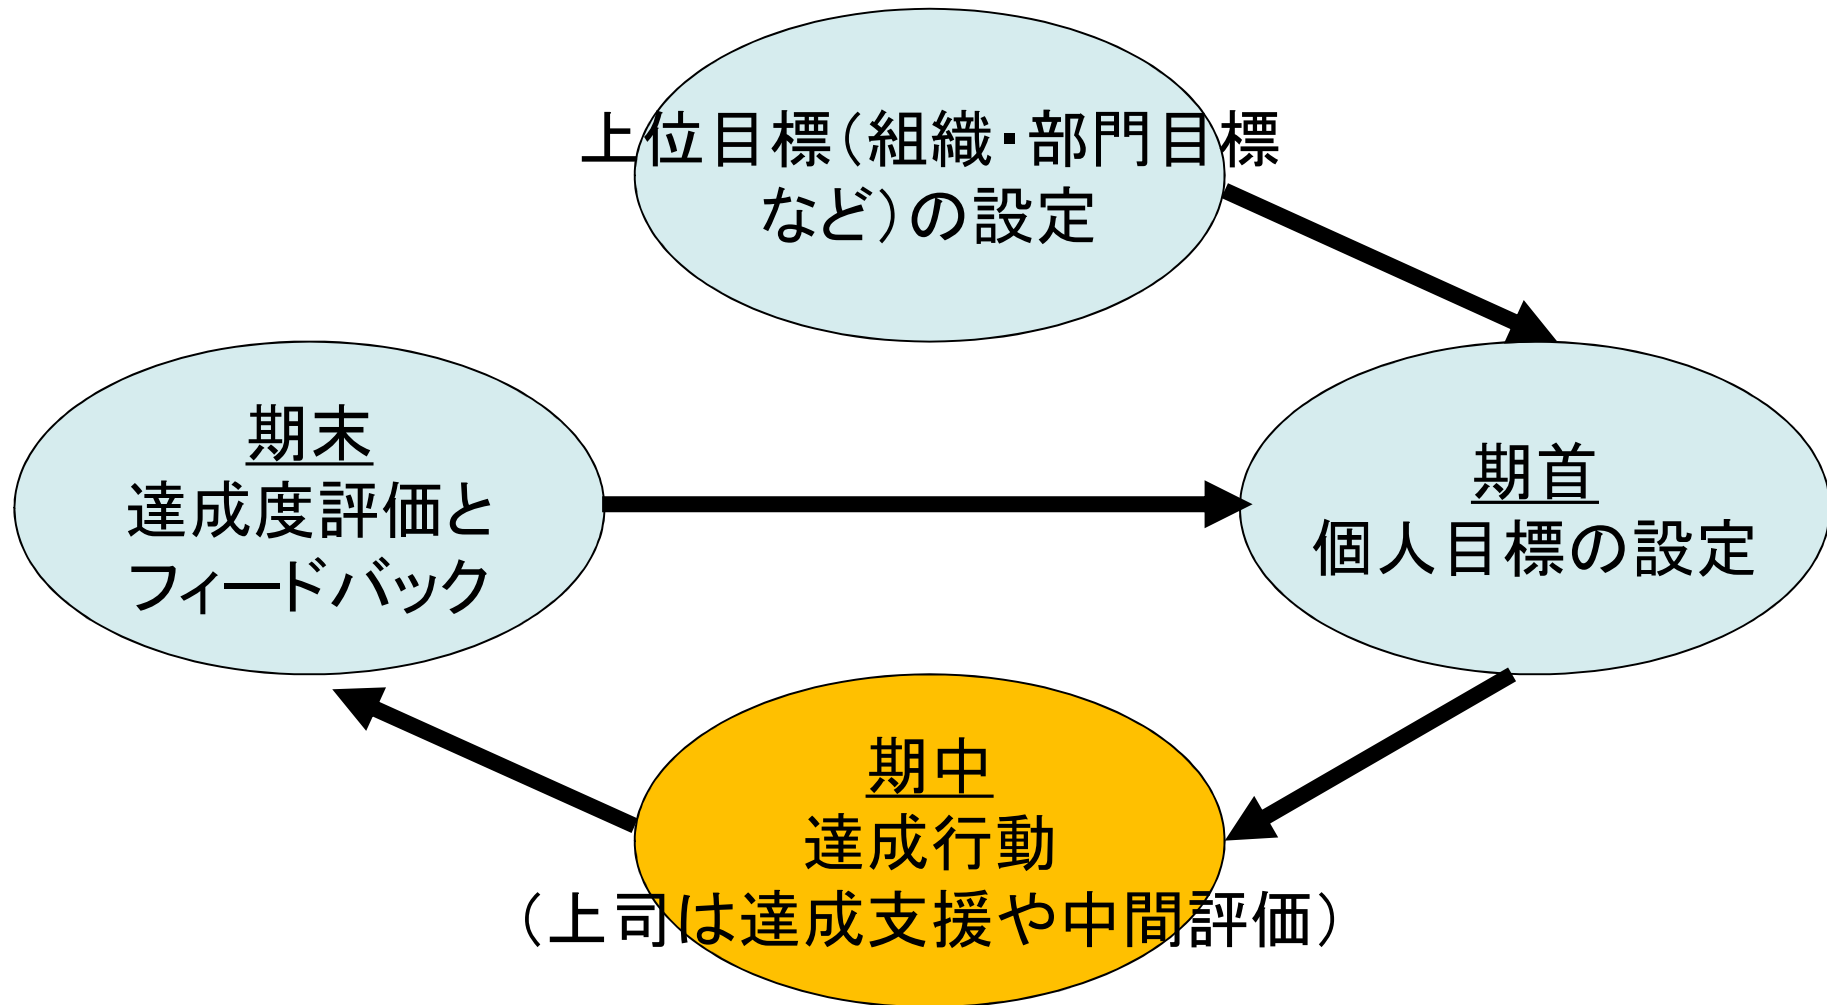 上位目標(組織・部門目標
など)の設定
期末
達成度評価と
フィードバック
期首
個人目標の設定
期中
達成行動
(上司は達成支援や中間評価)